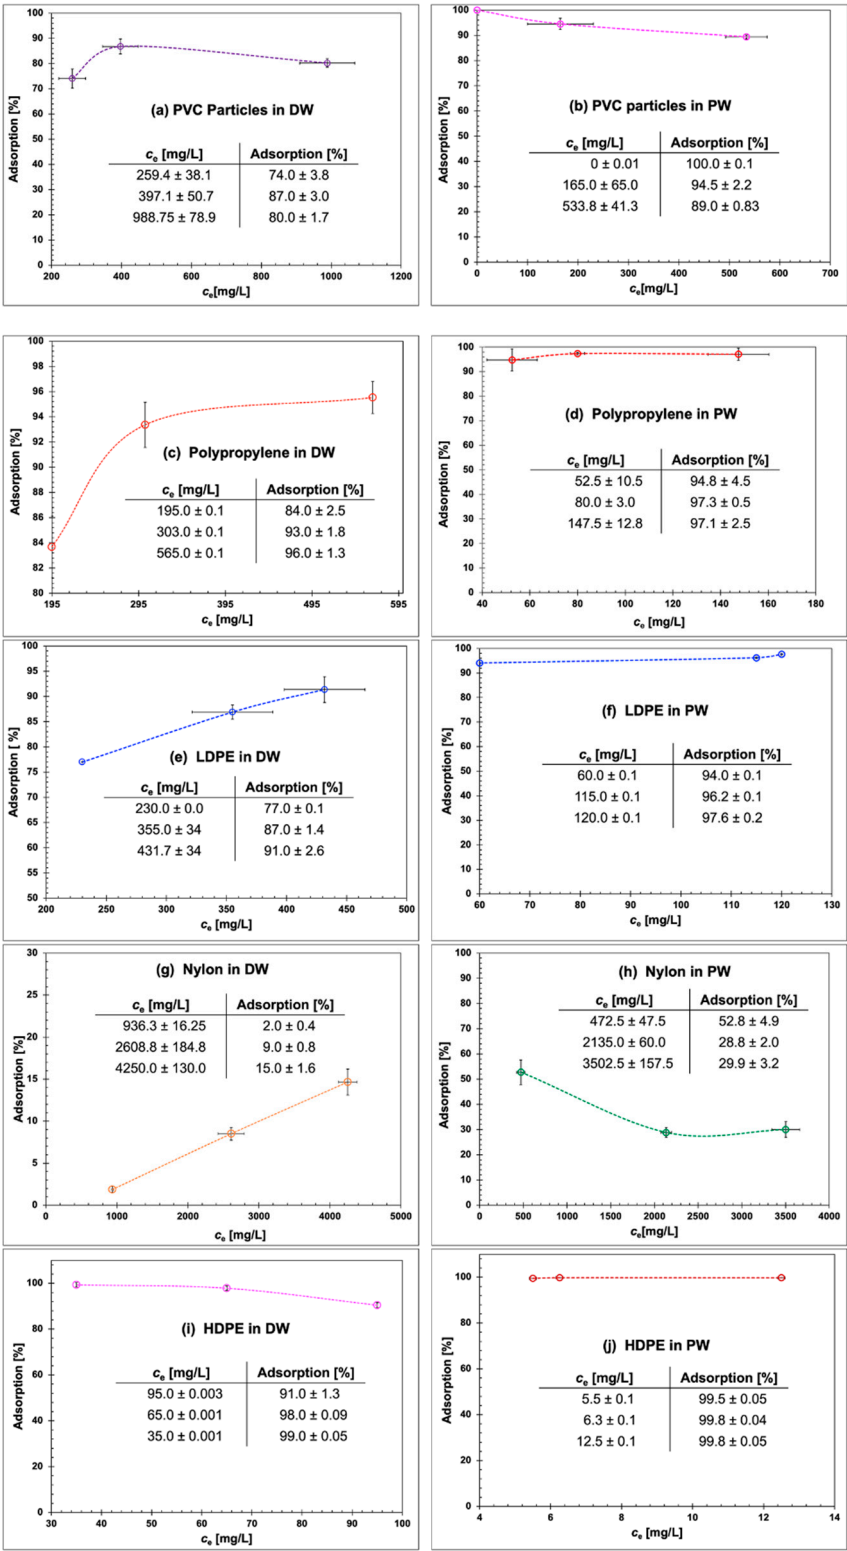 (a) PVC Particles in DW
Adsorption [%]
100
90
80
70
60
50
40
30
20
10
0
cₑ [mg/L] Adsorption [%]
259.4 ± 38.1 74.0 ± 3.8
397.1 ± 50.7 87.0 ± 3.0
988.75 ± 78.9 80.0 ± 1.7
200 400 600 800 1000 1200
cₑ[mg/L]
(b) PVC particles in PW
Adsorption [%]
100
90
80
70
60
50
40
30
20
10
0
cₑ [mg/L] Adsorption [%]
0 ± 0.01 100.0 ± 0.1
165.0 ± 65.0 94.5 ± 2.2
533.8 ± 41.3 89.0 ± 0.83
0 100 200 300 400 500 600 700
cₑ[mg/L]
(c) Polypropylene in DW
Adsorption [%]
100
98
96
94
92
90
88
86
84
82
80
cₑ [mg/L] Adsorption [%]
195.0 ± 0.1 84.0 ± 2.5
303.0 ± 0.1 93.0 ± 1.8
565.0 ± 0.1 96.0 ± 1.3
195 295 395 495 595
cₑ [mg/L]
(d) Polypropylene in PW
Adsorption [%]
100
90
80
70
60
50
40
30
20
10
0
cₑ [mg/L] Adsorption [%]
52.5 ± 10.5 94.8 ± 4.5
80.0 ± 3.0 97.3 ± 0.5
147.5 ± 12.8 97.1 ± 2.5
40 60 80 100 120 140 160 180
cₑ [mg/L]
(e) LDPE in DW
Adsorption [ %]
100
95
90
85
80
75
70
65
60
55
50
cₑ [mg/L] Adsorption [%]
230.0 ± 0.0 77.0 ± 0.1
355.0 ± 34 87.0 ± 1.4
431.7 ± 34 91.0 ± 2.6
200 250 300 350 400 450 500
cₑ [mg/L]
(f) LDPE in PW
Adsorption [%]
100
90
80
70
60
50
40
30
20
10
0
cₑ [mg/L] Adsorption [%]
60.0 ± 0.1 94.0 ± 0.1
115.0 ± 0.1 96.2 ± 0.1
120.0 ± 0.1 97.6 ± 0.2
60 70 80 90 100 110 120 130
cₑ [mg/L]
(g) Nylon in DW
Adsorption [%]
30
25
20
15
10
5
0
cₑ [mg/L] Adsorption [%]
936.3 ± 16.25 2.0 ± 0.4
2608.8 ± 184.8 9.0 ± 0.8
4250.0 ± 130.0 15.0 ± 1.6
0 1000 2000 3000 4000 5000
cₑ [mg/L]
(h) Nylon in PW
Adsorption [%]
100
90
80
70
60
50
40
30
20
10
0
cₑ [mg/L] Adsorption [%]
472.5 ± 47.5 52.8 ± 4.9
2135.0 ± 60.0 28.8 ± 2.0
3502.5 ± 157.5 29.9 ± 3.2
0 500 1000 1500 2000 2500 3000 3500 4000
cₑ [mg/L]
(i) HDPE in DW
Adsorption [%]
100
80
60
40
20
0
cₑ [mg/L] Adsorption [%]
95.0 ± 0.003 91.0 ± 1.3
65.0 ± 0.001 98.0 ± 0.09
35.0 ± 0.001 99.0 ± 0.05
30 40 50 60 70 80 90 100
cₑ [mg/L]
(j) HDPE in PW
Adsorption [%]
100
80
60
40
20
0
cₑ [mg/L] Adsorption [%]
5.5 ± 0.1 99.5 ± 0.05
6.3 ± 0.1 99.8 ± 0.04
12.5 ± 0.1 99.8 ± 0.05
4 6 8 10 12 14
cₑ [mg/L]